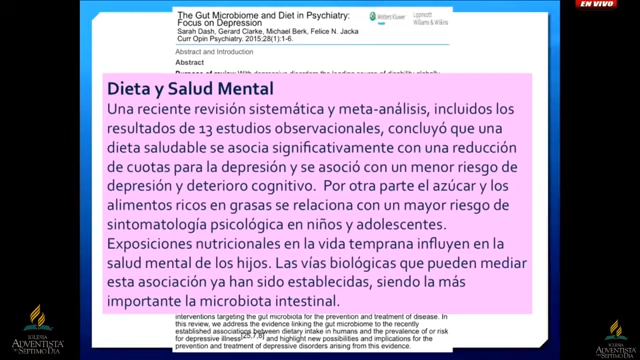 EN VIVO
The Gut Microbiome and Diet in Psychiatry:
Focus on Depression
Sarah Dash, Gerard Clarke, Michael Berk, Felice N. Jacka
Curr Opin Psychiatry. 2015;28(1):1-6.
Wolters Kluwer
Lippincott
Williams & Wilkins
Abstract and Introduction
Abstract
Dieta y Salud Mental
Una reciente revisión sistemática y meta-análisis, incluidos los
resultados de 13 estudios observacionales, concluyó que una
dieta saludable se asocia significativamente con una reducción
de cuotas para la depresión y se asoció con un menor riesgo de
depresión y deterioro cognitivo. Por otra parte el azúcar y los
alimentos ricos en grasas se relaciona con un mayor riesgo de
sintomatología psicológica en niños y adolescentes.
Exposiciones nutricionales en la vida temprana influyen en la
salud mental de los hijos. Las vías biológicas que pueden mediar
esta asociación ya han sido establecidas, siendo la más
importante la microbiota intestinal.
interventions targeting the gut microbiota for the prevention and treatment of disease. In
this review, we address the evidence linking the gut microbiome to the recently
established associations between dietary intake in humans and the prevalence or risk
for depressive illness[25,7,8] and highlight new possibilities and implications for the
prevention and treatment of depressive disorders arising from this evidence.
IGLESIA
ADVENTISTA
DEL
SÉPTIMO DÍA
IGLESIA
ADVENTISTA
DEL
SÉPTIMO DÍA